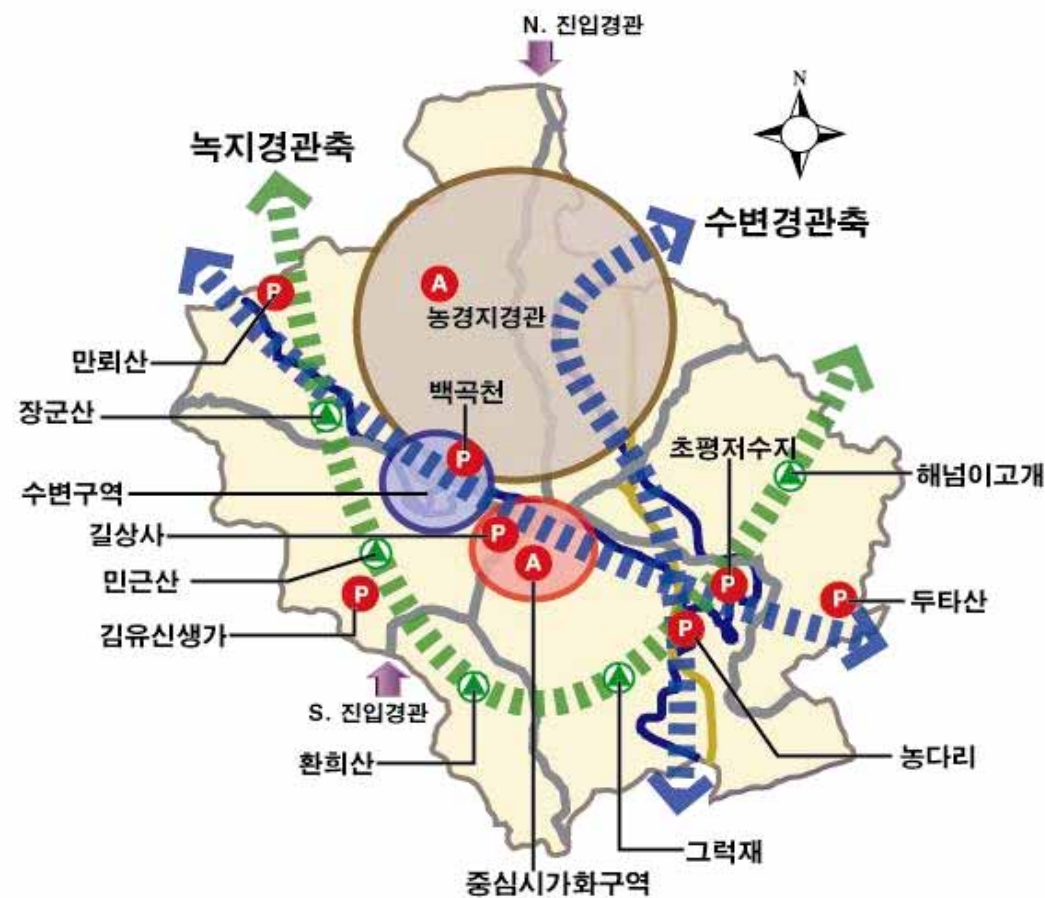 N. 진입경관
N
녹지경관축
수변경관축
P
A
농경지경관
만뢰산
백곡천
장군산
초평저수지
P
해넘이고개
수변구역
길상사
P
A
민근산
P
P
P
두타산
김유신생가
P
S. 진입경관
환희산
농다리
그럭재
중심시가화구역